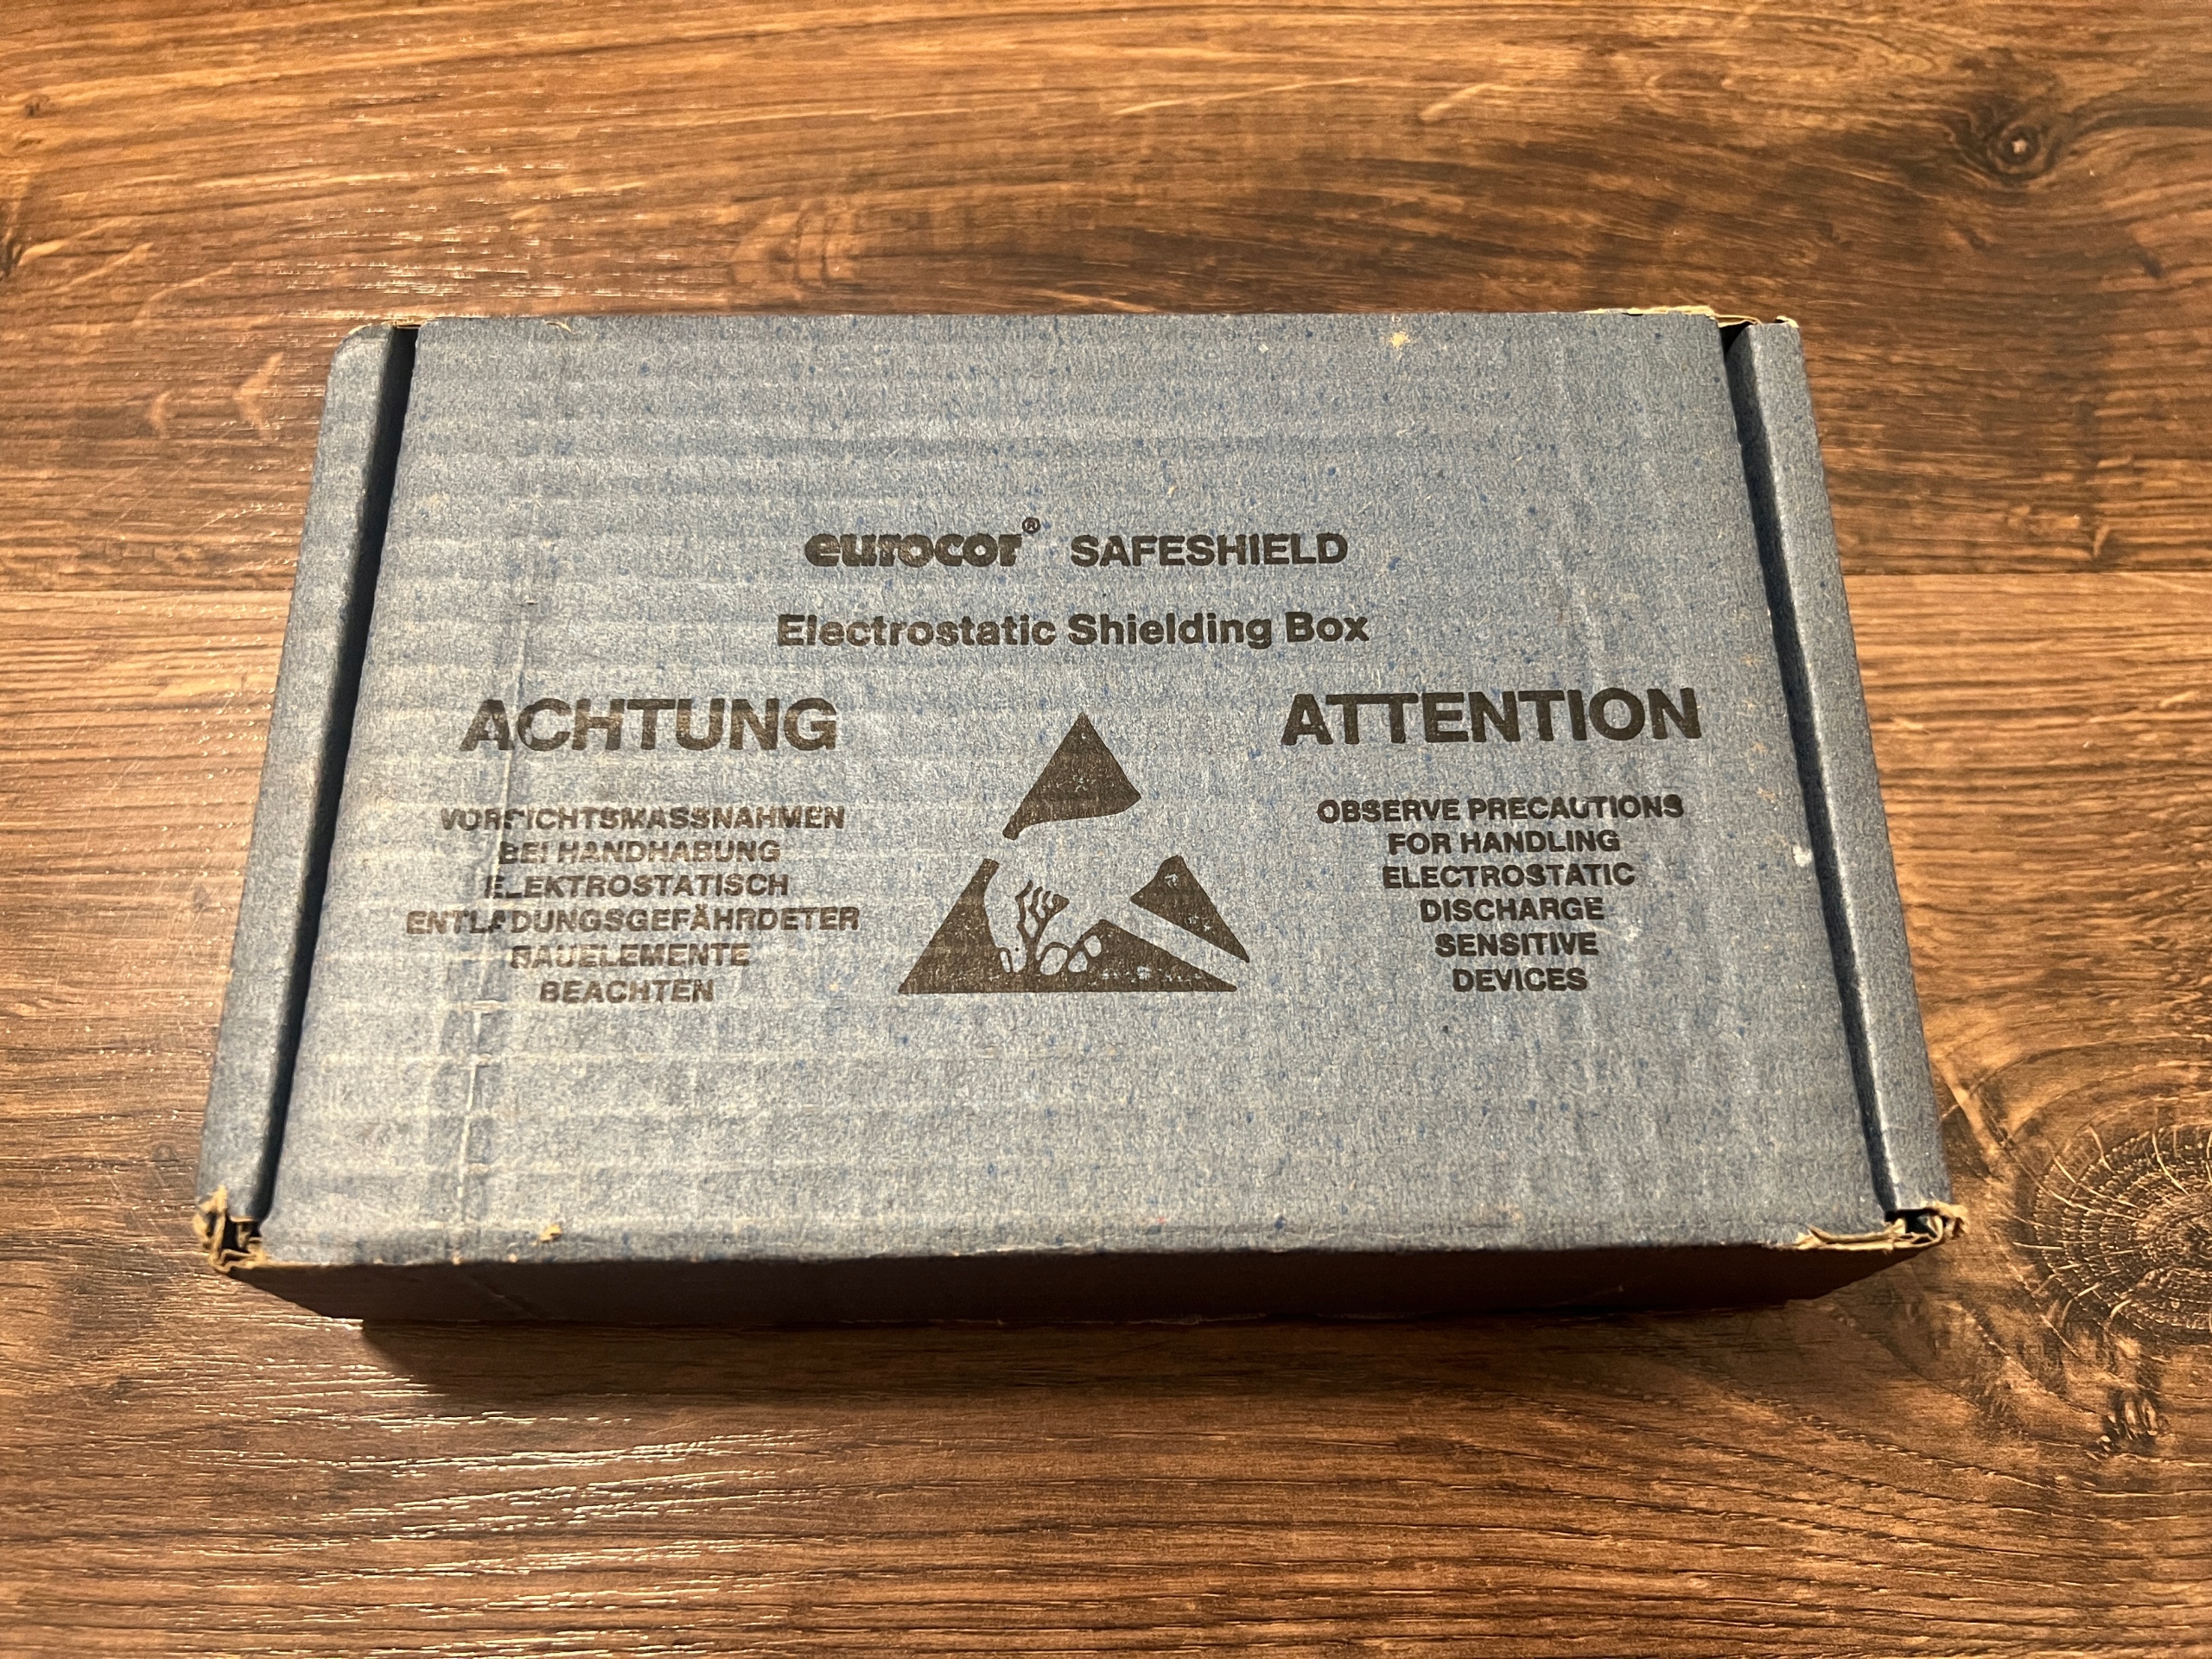 eurocor® SAFESHIELD
Electrostatic Shielding Box
ACHTUNG
VORSICHTSMASSNAHMEN
BEI HANDHABUNG
ELEKTROSTATISCH
ENTLADUNGSGEFÄHRDETER
BAUELEMENTE
BEACHTEN
ATTENTION
OBSERVE PRECAUTIONS
FOR HANDLING
ELECTROSTATIC
DISCHARGE
SENSITIVE
DEVICES